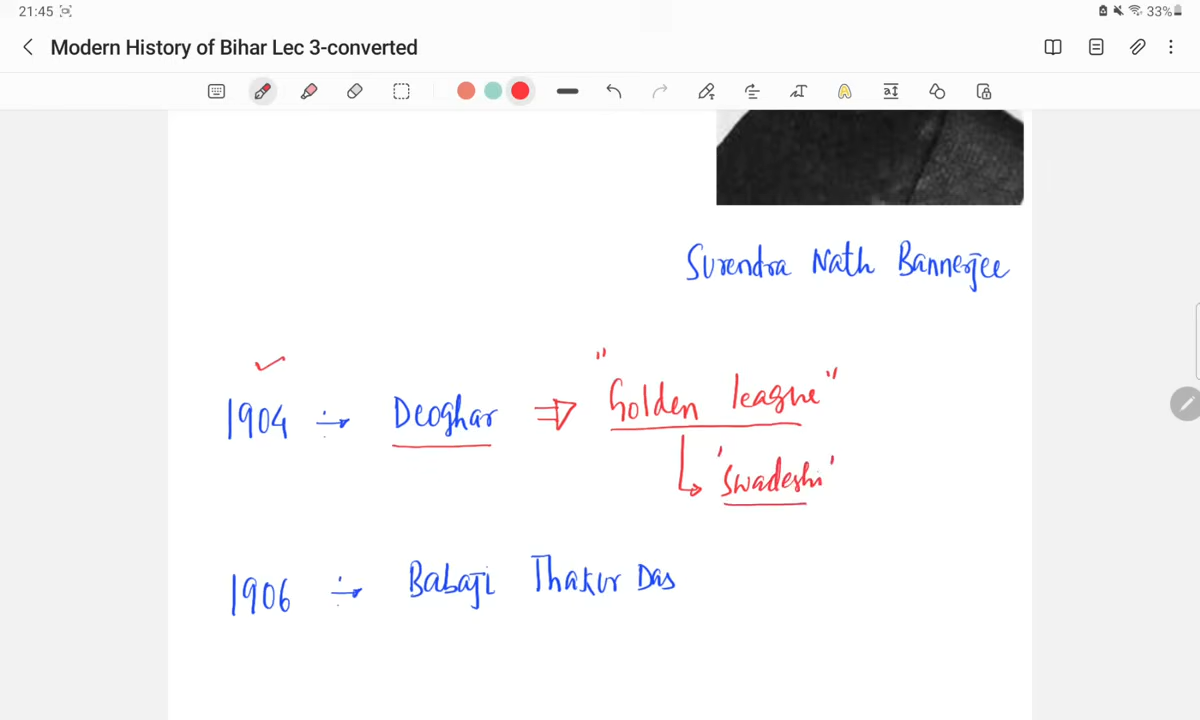 21:45
33%
Modern History of Bihar Lec 3-converted
Surendra Nath Bannerjee
1904 ÷→ Deoghar ⇒ "Golden league"
↳ 'Swadeshi'
1906 ÷→ Babaji Thakur Das